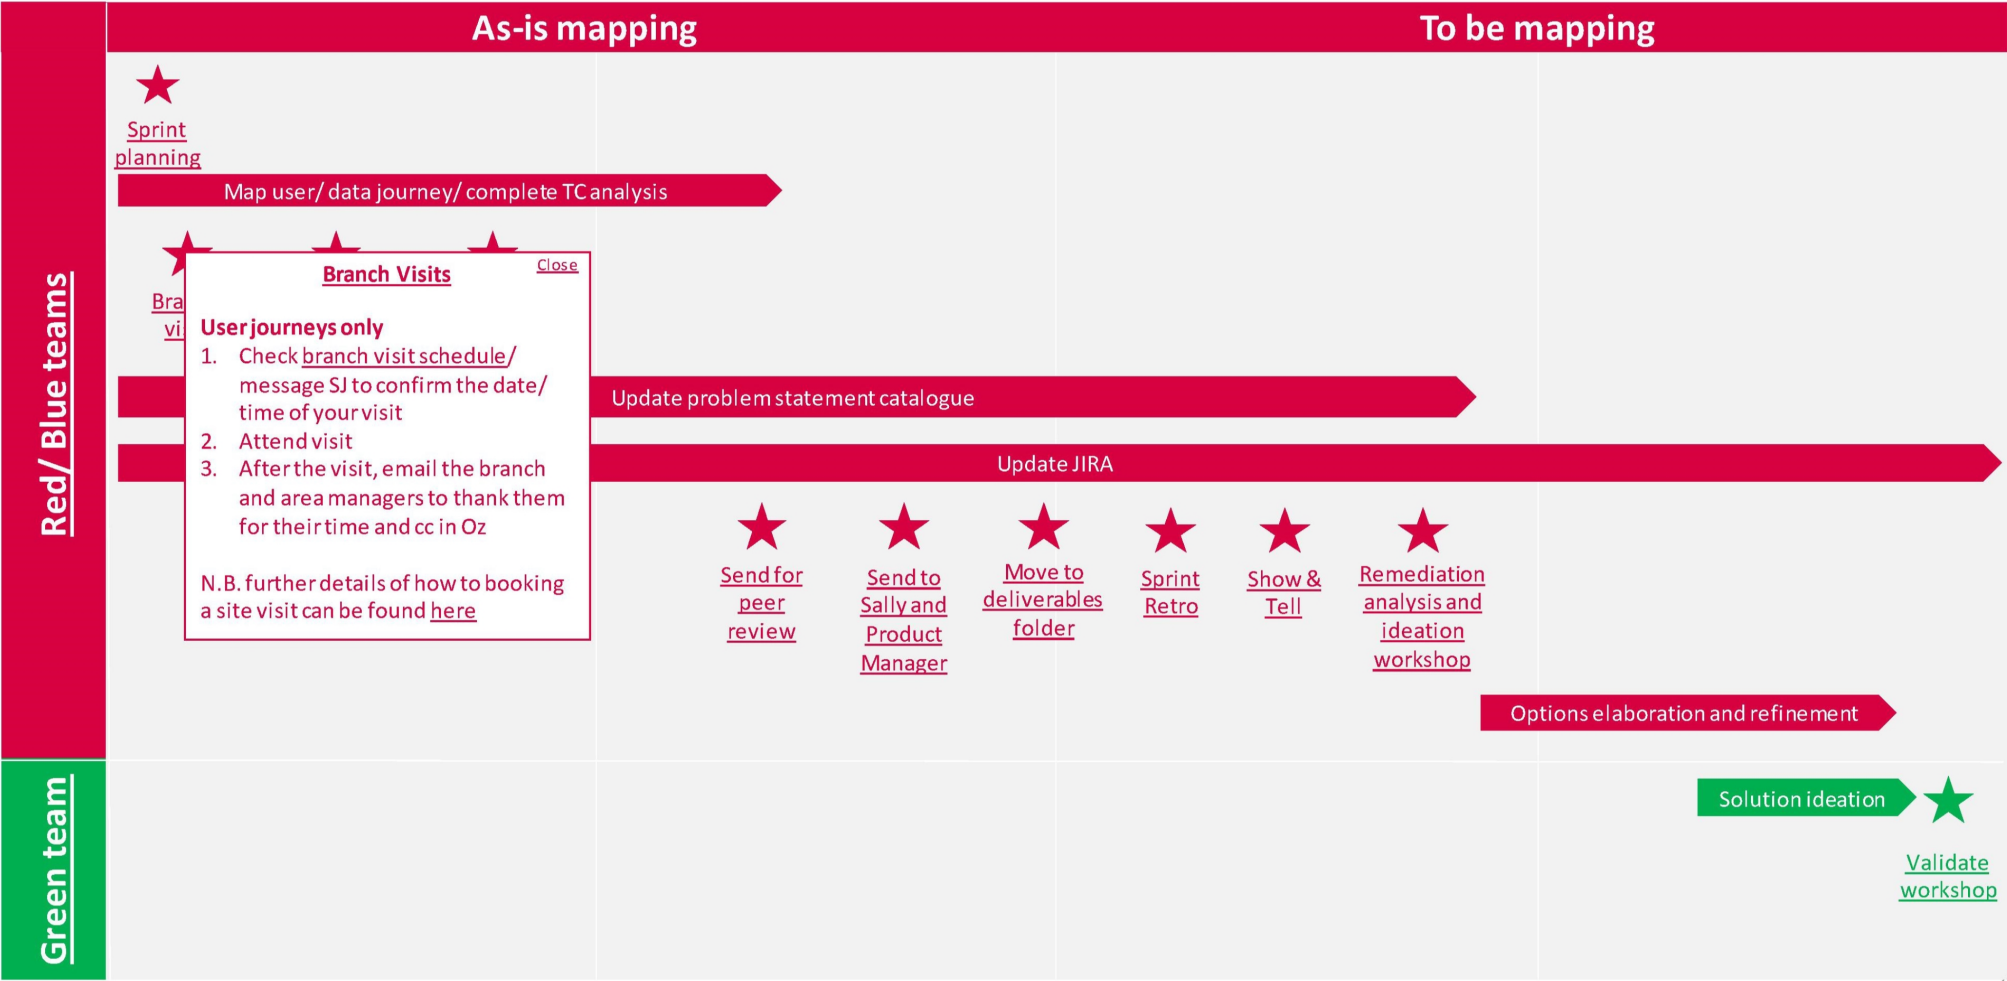 As-is mapping
To be mapping
Red/ Blue teams
Sprint
planning
Map user/ data journey/ complete TC analysis
Branch Visits
Close
User journeys only
1. Check branch visit schedule/
message SJ to confirm the date/
time of your visit
2. Attend visit
3. After the visit, email the branch
and area managers to thank them
for their time and cc in Oz
N.B. further details of how to booking
a site visit can be found here
Update problem statement catalogue
Update JIRA
Send for
peer
review
Send to
Sally and
Product
Manager
Move to
deliverables
folder
Sprint
Retro
Show &
Tell
Remediation
analysis and
ideation
workshop
Options elaboration and refinement
Green team
Solution ideation
Validate
workshop